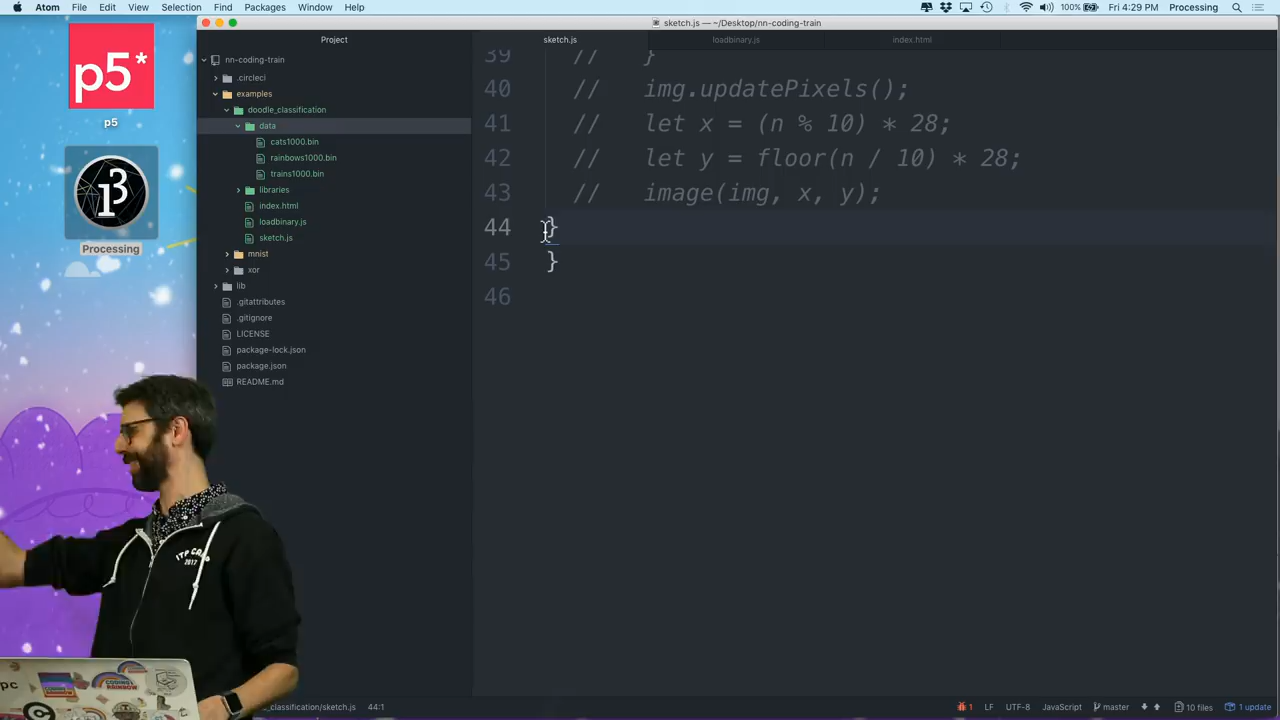 Atom File Edit View Selection Find Packages Window Help
100% Fri 4:29 PM Processing
sketch.js — ~/Desktop/nn-coding-train
Project
sketch.js loadbinary.js index.html
nn-coding-train
.circleci
examples
doodle_classification
data
cats1000.bin
rainbows1000.bin
trains1000.bin
libraries
index.html
loadbinary.js
sketch.js
mnist
xor
lib
.gitattributes
.gitignore
LICENSE
package-lock.json
package.json
README.md
39 // }
40 // img.updatePixels();
41 // let x = (n % 10) * 28;
42 // let y = floor(n / 10) * 28;
43 // image(img, x, y);
44 }
45 }
46
p5*
p5
Processing
ITP CAMP
2017
pc
CODING
RAINBOW
CODING RAINBOW
_classification/sketch.js 44:1
1 LF UTF-8 JavaScript master 10 files 1 update